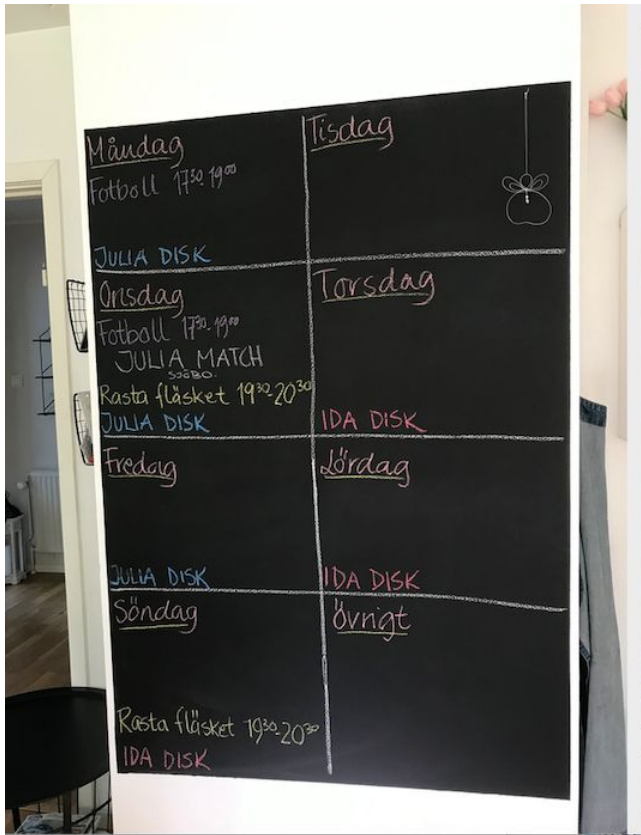 Måndag
Fotboll 17³⁰-19⁰⁰
JULIA DISK
Tisdag
Onsdag
Fotboll 17³⁰-19⁰⁰
JULIA MATCH
SJÖBO.
Rasta fläsket 19³⁰-20³⁰
JULIA DISK
Torsdag
IDA DISK
Fredag
JULIA DISK
Lördag
IDA DISK
Söndag
Rasta fläsket 19³⁰-20³⁰
IDA DISK
Övrigt